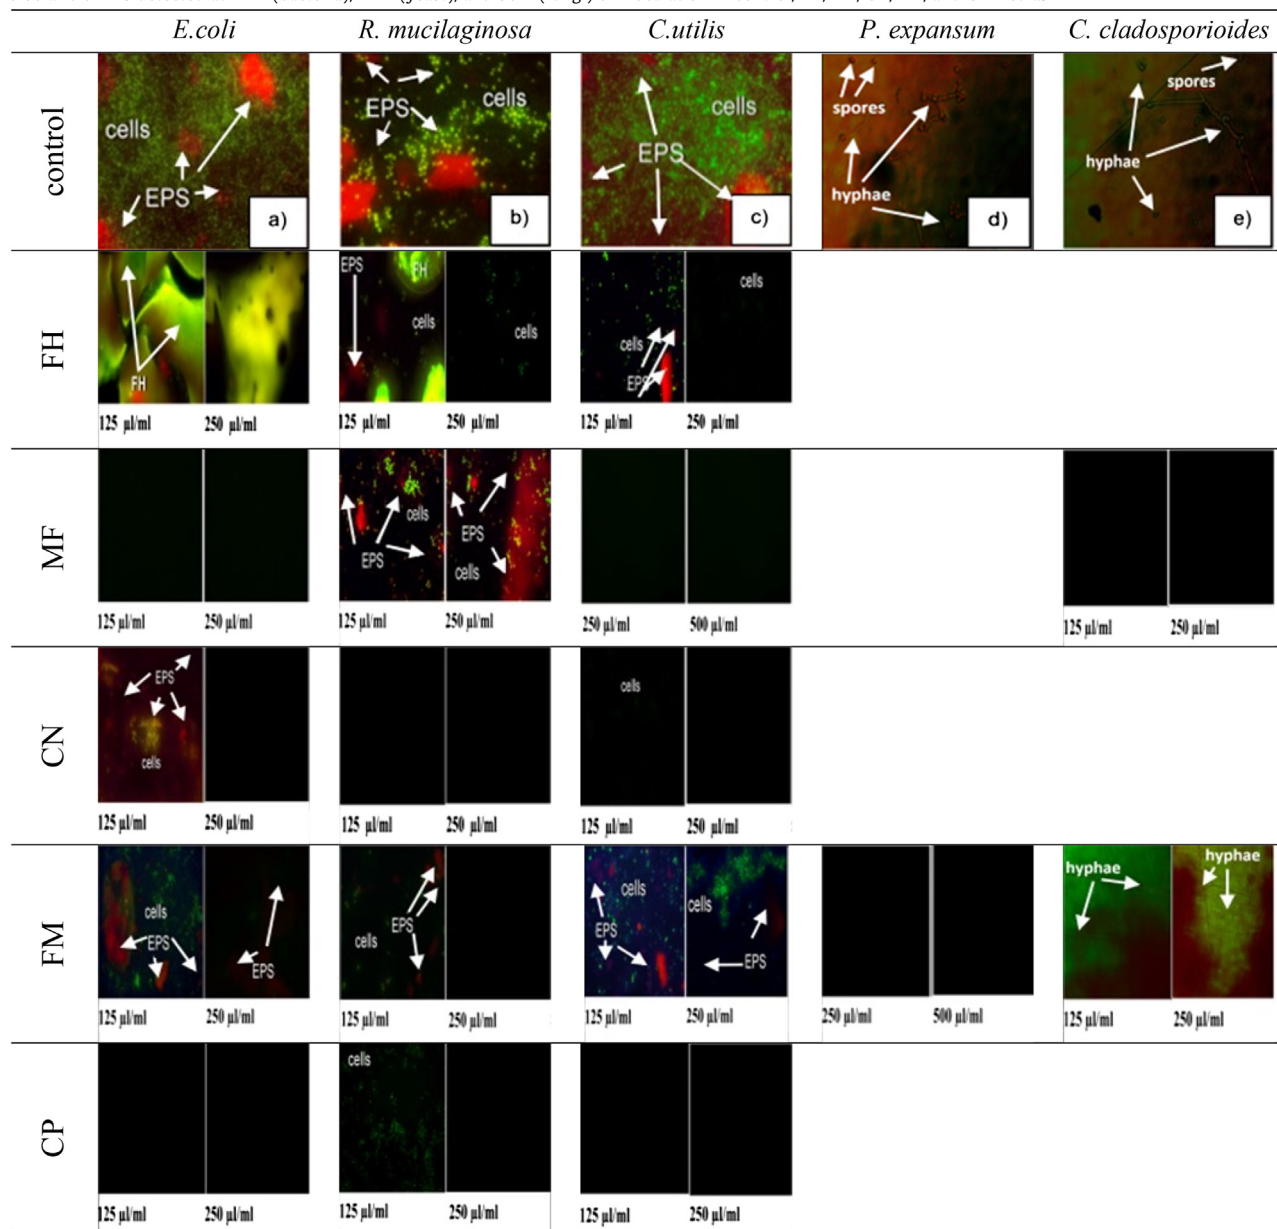 E.coli R. mucilaginosa C.utilis P. expansum C. cladosporioides
control
cells EPS a)
EPS cells b)
cells EPS c)
spores hyphae d)
spores hyphae e)
FH
FH
125 µl/ml 250 µl/ml
EPS FH cells cells
125 µl/ml 250 µl/ml
cells EPS cells
125 µl/ml 250 µl/ml
MF
125 µl/ml 250 µl/ml
cells EPS EPS cells
125 µl/ml 250 µl/ml
250 µl/ml 500 µl/ml
125 µl/ml 250 µl/ml
CN
EPS cells
125 µl/ml 250 µl/ml
125 µl/ml 250 µl/ml
cells
125 µl/ml 250 µl/ml
FM
cells EPS EPS
125 µl/ml 250 µl/ml
EPS cells
125 µl/ml 250 µl/ml
cells EPS cells EPS
125 µl/ml 250 µl/ml
250 µl/ml 500 µl/ml
hyphae hyphae
125 µl/ml 250 µl/ml
CP
125 µl/ml 250 µl/ml
cells
125 µl/ml 250 µl/ml
125 µl/ml 250 µl/ml